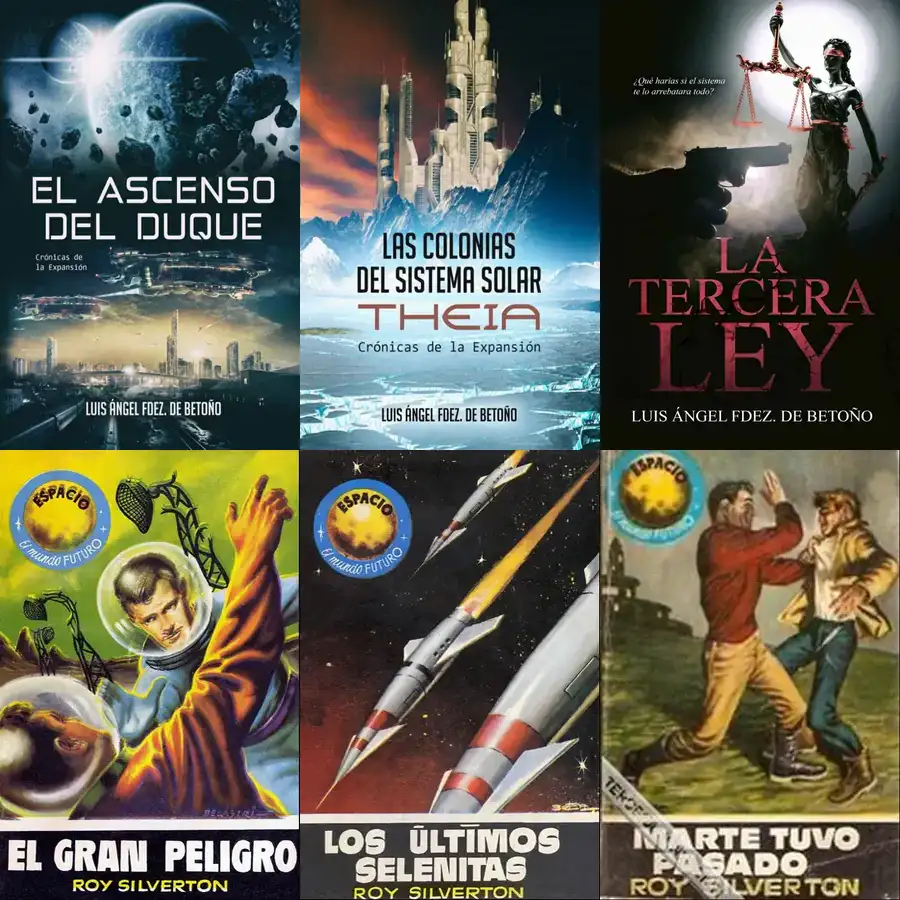 EL ASCENSO
DEL DUQUE
Crónicas de
la Expansión
LUIS ÁNGEL FDEZ. DE BETOÑO
LAS COLONIAS
DEL SISTEMA SOLAR
THEIA
Crónicas de la Expansión
LUIS ÁNGEL FDEZ. DE BETOÑO
¿Qué harías si el sistema
te lo arrebatara todo?
LA
TERCERA
LEY
LUIS ÁNGEL FDEZ. DE BETOÑO
ESPACIO
El mundo FUTURO
EL GRAN PELIGRO
ROY SILVERTON
ESPACIO
El mundo FUTURO
LOS ÚLTIMOS
SELENITAS
ROY SILVERTON
ESPACIO
El mundo FUTURO
MARTE TUVO
PASADO
ROY SILVERTON